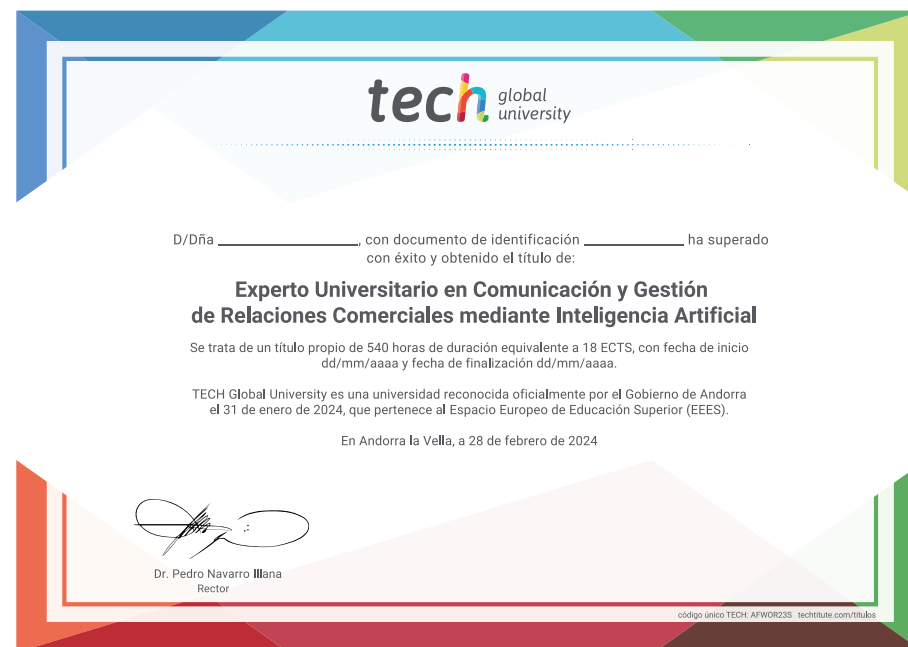 tech global
university
D/Dña ____________, con documento de identificación ____________ ha superado
con éxito y obtenido el título de:
Experto Universitario en Comunicación y Gestión
de Relaciones Comerciales mediante Inteligencia Artificial
Se trata de un título propio de 540 horas de duración equivalente a 18 ECTS, con fecha de inicio
dd/mm/aaaa y fecha de finalización dd/mm/aaaa.
TECH Global University es una universidad reconocida oficialmente por el Gobierno de Andorra
el 31 de enero de 2024, que pertenece al Espacio Europeo de Educación Superior (EEES).
En Andorra la Vella, a 28 de febrero de 2024
Dr. Pedro Navarro Illana
Rector
código único TECH: AFWOR23S techtitute.com/titulos